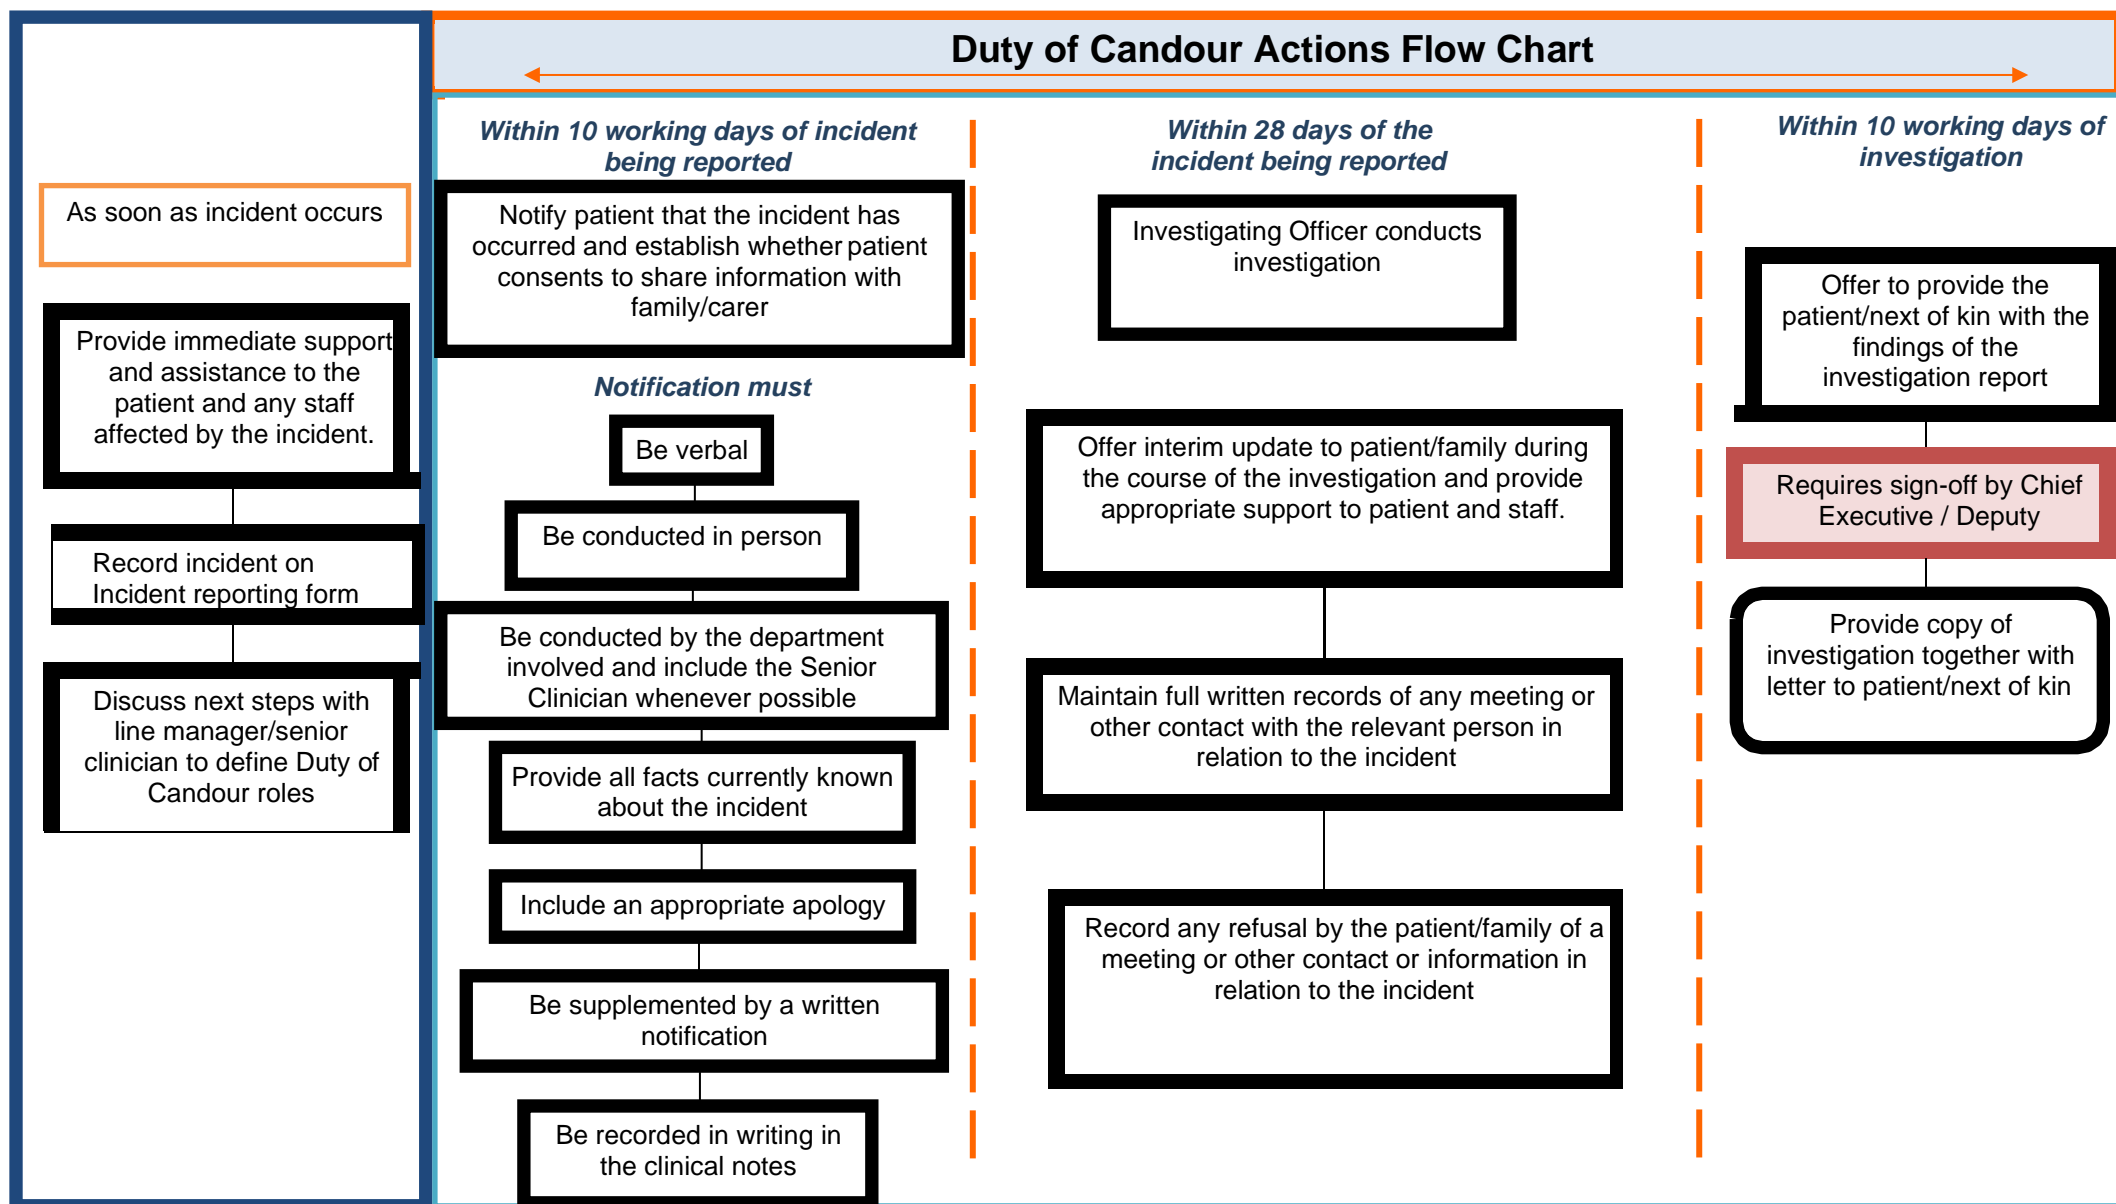 Duty of Candour Actions Flow Chart
As soon as incident occurs
Provide immediate support
and assistance to the
patient and any staff
affected by the incident.
Record incident on
Incident reporting form
Discuss next steps with
line manager/senior
clinician to define Duty of
Candour roles
Within 10 working days of incident
being reported
Notify patient that the incident has
occurred and establish whether patient
consents to share information with
family/carer
Notification must
Be verbal
Be conducted in person
Be conducted by the department
involved and include the Senior
Clinician whenever possible
Provide all facts currently known
about the incident
Include an appropriate apology
Be supplemented by a written
notification
Be recorded in writing in
the clinical notes
Within 28 days of the
incident being reported
Investigating Officer conducts
investigation
Offer interim update to patient/family during
the course of the investigation and provide
appropriate support to patient and staff.
Maintain full written records of any meeting or
other contact with the relevant person in
relation to the incident
Record any refusal by the patient/family of a
meeting or other contact or information in
relation to the incident
Within 10 working days of
investigation
Offer to provide the
patient/next of kin with the
findings of the
investigation report
Requires sign-off by Chief
Executive / Deputy
Provide copy of
investigation together with
letter to patient/next of kin